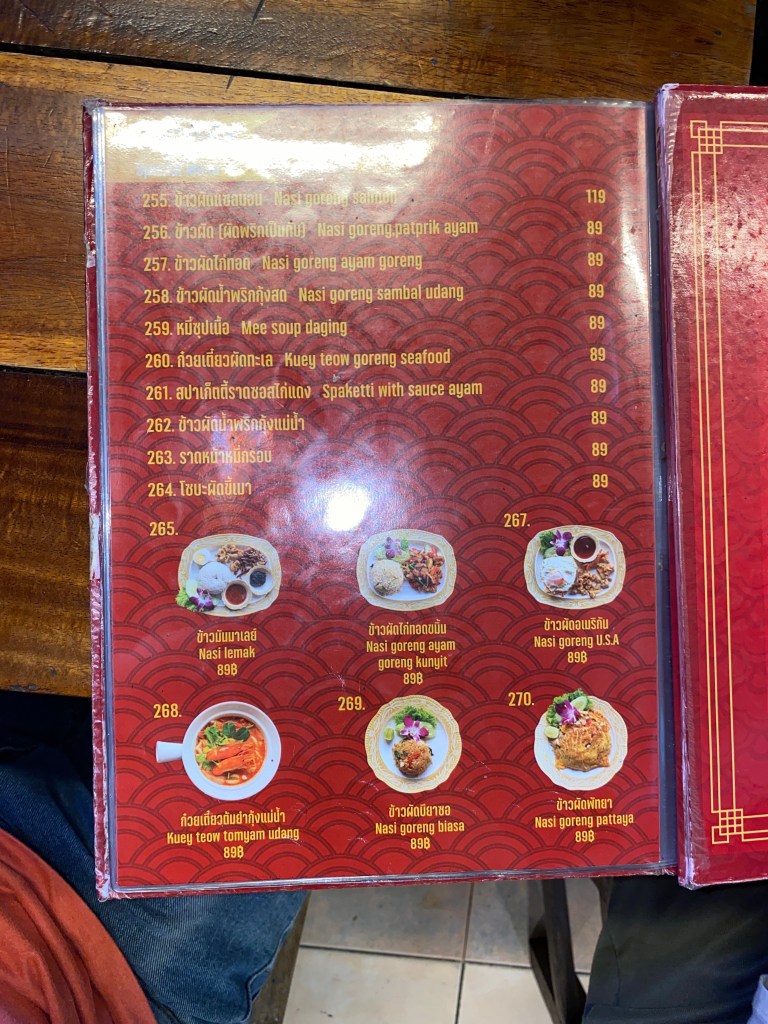 255. ข้าวผัดแซลมอน Nasi goreng salmon 119
256. ข้าวผัด (ผัดพริกเปียกับ) Nasi goreng,patprik ayam 89
257. ข้าวผัดไก่ทอด Nasi goreng ayam goreng 89
258. ข้าวผัดน้ำพริกกุ้งสด Nasi goreng sambal udang 89
259. หมี่ซุปเนื้อ Mee soup daging 89
260. ก๋วยเตี๋ยวผัดทะเล Kuey teow goreng seafood 89
261. สปาเก็ตตี้ราดซอสไก่แดง Spaketti with sauce ayam 89
262. ข้าวผัดน้ำพริกกุ้งแม่น้ำ 89
263. ราดหน้าหมี่กรอบ 89
264. โซบะผัดขี้เมา 89
265.
ข้าวมันมาเลย์
Nasi lemak
89฿
ข้าวผัดไก่ทอดขมิ้น
Nasi goreng ayam
goreng kunyit
89฿
267.
ข้าวผัดอเมริกัน
Nasi goreng U.S.A
89฿
268.
ก๋วยเตี๋ยวต้มยำกุ้งแม่น้ำ
Kuey teow tomyam udang
89฿
269.
ข้าวผัดบียาซอ
Nasi goreng biasa
89฿
270.
ข้าวผัดพัทยา
Nasi goreng pattaya
89฿